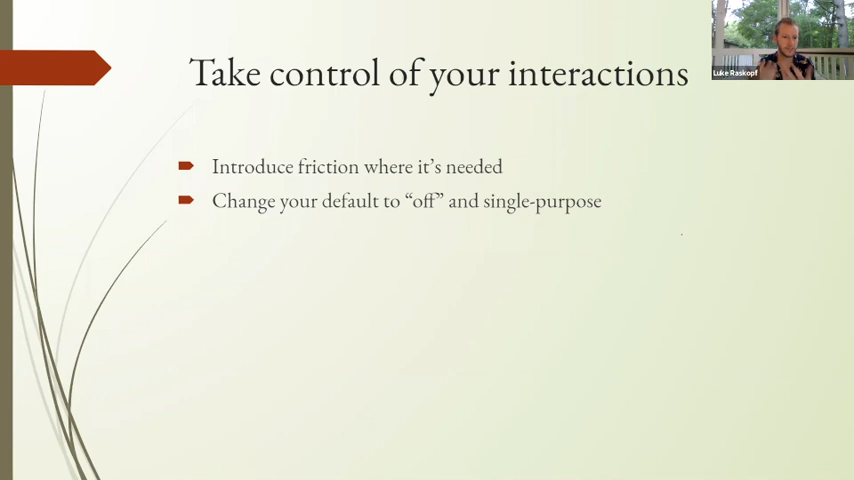 Take control of your interactions
Luke Raskopf
Introduce friction where it’s needed
Change your default to “off” and single-purpose